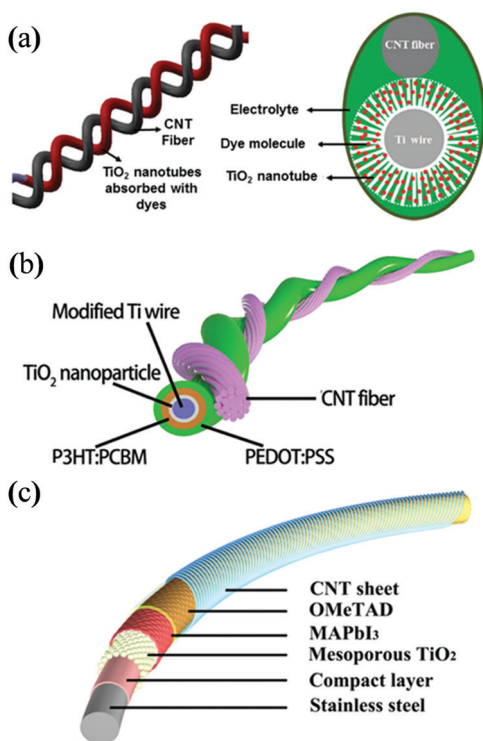 (a)
CNT
Fiber
TiO₂ nanotubes
absorbed with
dyes
CNT fiber
Electrolyte
Dye molecule
Ti wire
TiO₂ nanotube
(b)
Modified Ti wire
TiO₂ nanoparticle
CNT fiber
P3HT:PCBM
PEDOT:PSS
(c)
CNT sheet
OMeTAD
MAPbI₃
Mesoporous TiO₂
Compact layer
Stainless steel